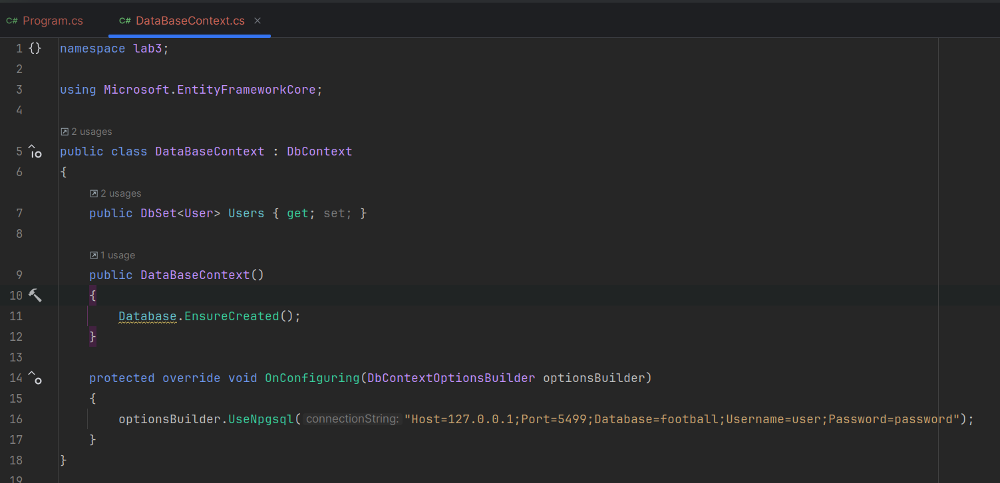 C# Program.cs
C# DataBaseContext.cs
1 {} namespace lab3;
2
3 using Microsoft.EntityFrameworkCore;
4
2 usages
5 public class DataBaseContext : DbContext
6 {
2 usages
7 public DbSet<User> Users { get; set; }
8
1 usage
9 public DataBaseContext()
10 {
11 Database.EnsureCreated();
12 }
13
14 protected override void OnConfiguring(DbContextOptionsBuilder optionsBuilder)
15 {
16 optionsBuilder.UseNpgsql( connectionString: "Host=127.0.0.1;Port=5499;Database=football;Username=user;Password=password");
17 }
18 }
19